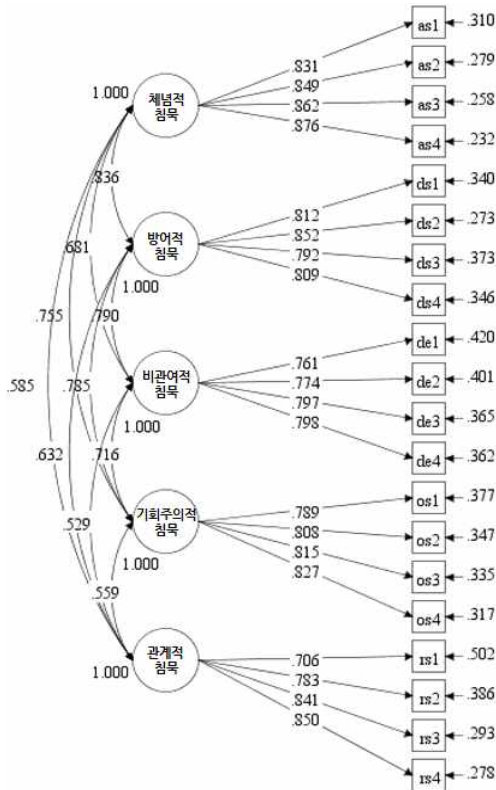 as1
.310
.831
as2
.279
1.000
체념적
침묵
.849
.862
as3
.258
.876
as4
.232
.836
ds1
.340
.812
ds2
.273
.681
방어적
침묵
.852
.792
ds3
.373
1.000
.809
ds4
.346
.755
.790
de1
.420
.761
.585
.785
비관여적
침묵
.774
de2
.401
.797
de3
.365
1.000
.798
.632
.716
de4
.362
os1
.377
.789
기회주의적
침묵
.808
os2
.347
.529
.815
os3
.335
1.000
.827
.559
os4
.317
관계적
침묵
.706
rs1
.502
1.000
.783
rs2
.386
.841
.850
rs3
.293
rs4
.278